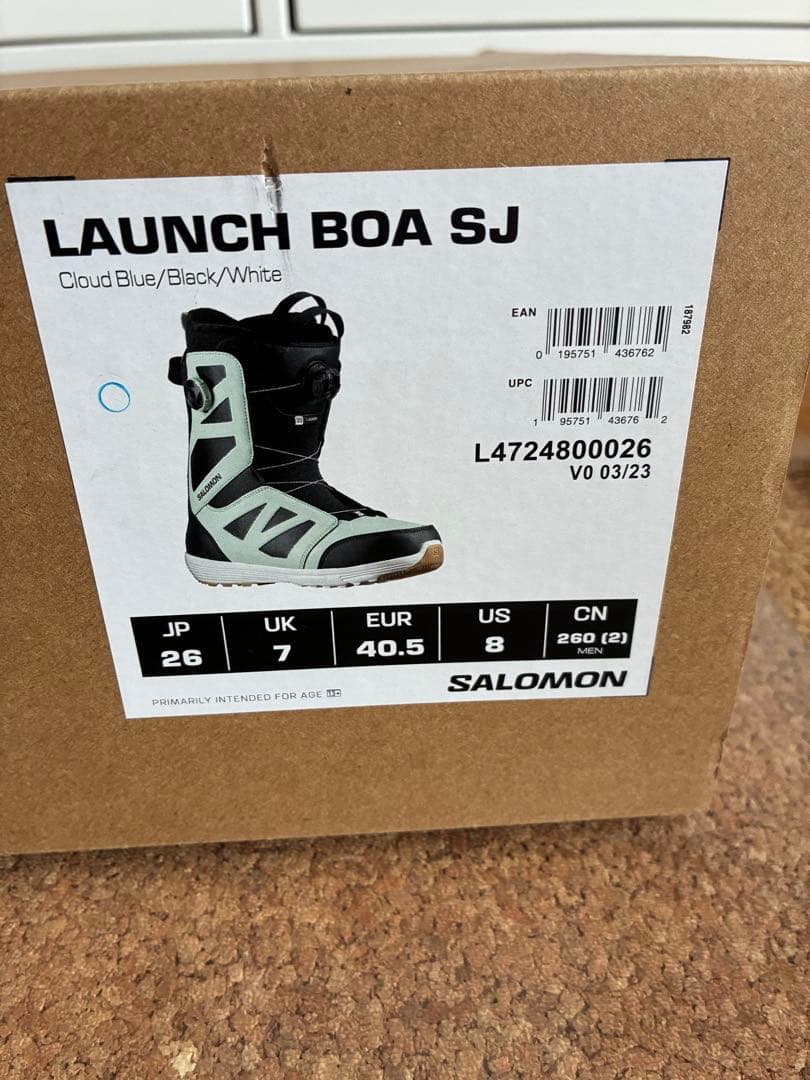 LAUNCH BOA SJ
Cloud Blue/Black/White
EAN
0 195751 436762
187982
UPC
1 95751 43676 2
L4724800026
V0 03/23
SALOMON
JP UK EUR US CN
26 7 40.5 8 260 (2)
MEN
SALOMON
PRIMARILY INTENDED FOR AGE 13+